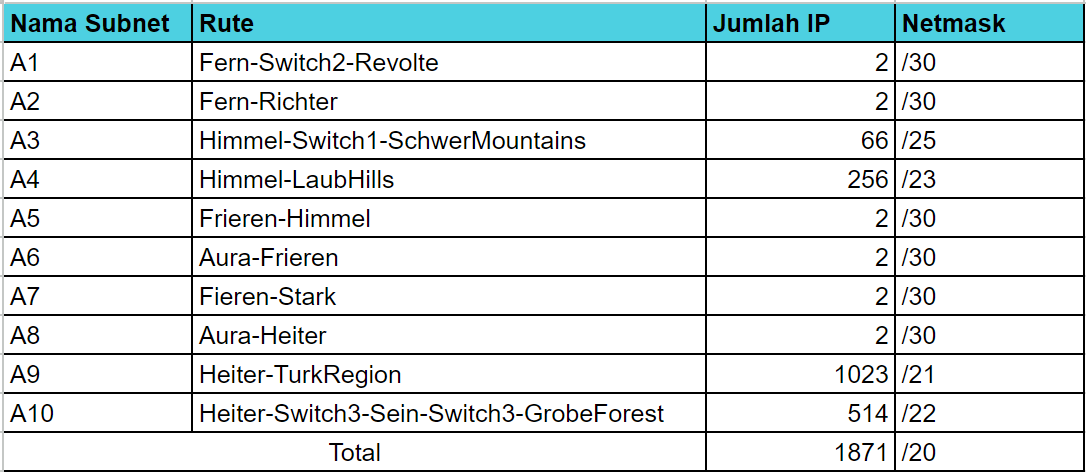 Nama Subnet Rute Jumlah IP Netmask
A1 Fern-Switch2-Revolte 2 /30
A2 Fern-Richter 2 /30
A3 Himmel-Switch1-SchwerMountains 66 /25
A4 Himmel-LaubHills 256 /23
A5 Frieren-Himmel 2 /30
A6 Aura-Frieren 2 /30
A7 Fieren-Stark 2 /30
A8 Aura-Heiter 2 /30
A9 Heiter-TurkRegion 1023 /21
A10 Heiter-Switch3-Sein-Switch3-GrobeForest 514 /22
Total 1871 /20